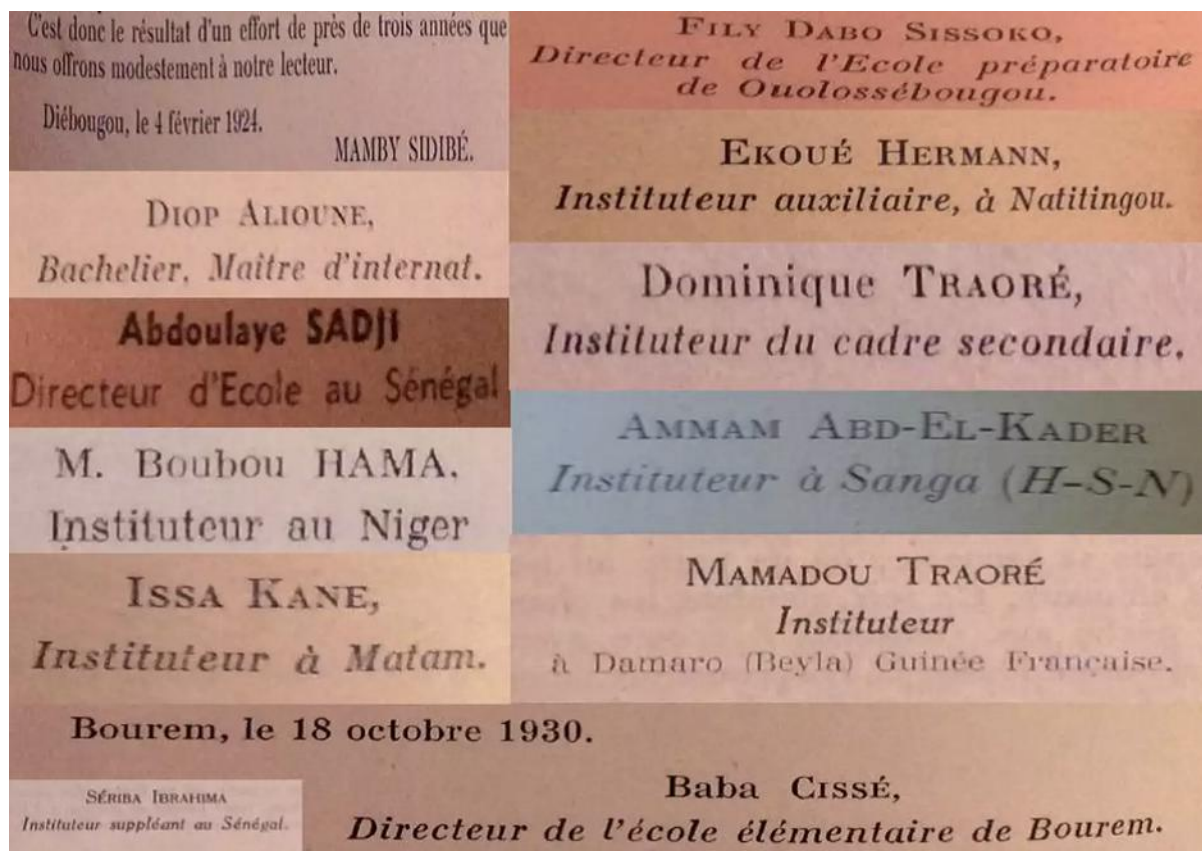 C'est donc le résultat d'un effort de près de trois années que
nous offrons modestement à notre lecteur.
Diébougou, le 4 février 1924.
MAMBY SIDIBÉ.
DIOP ALIOUNE,
Bachelier, Maître d'internat.
Abdoulaye SADJI
Directeur d'Ecole au Sénégal
M. Boubou HAMA.
Instituteur au Niger
ISSA KANE,
Instituteur à Matam.
FILY DABO SISSOKO,
Directeur de l'Ecole préparatoire
de Ouolossébougou.
EKOUÉ HERMANN,
Instituteur auxiliaire, à Natitingou.
Dominique TRAORÉ,
Instituteur du cadre secondaire.
AMMAM ABD-EL-KADER
Instituteur à Sanga (H-S-N)
MAMADOU TRAORÉ
Instituteur
à Damaro (Beyla) Guinée Française.
Bourem, le 18 octobre 1930.
Baba CISSÉ,
Directeur de l'école élémentaire de Bourem.
SÉRIBA IBRAHIMA
Instituteur suppléant au Sénégal.